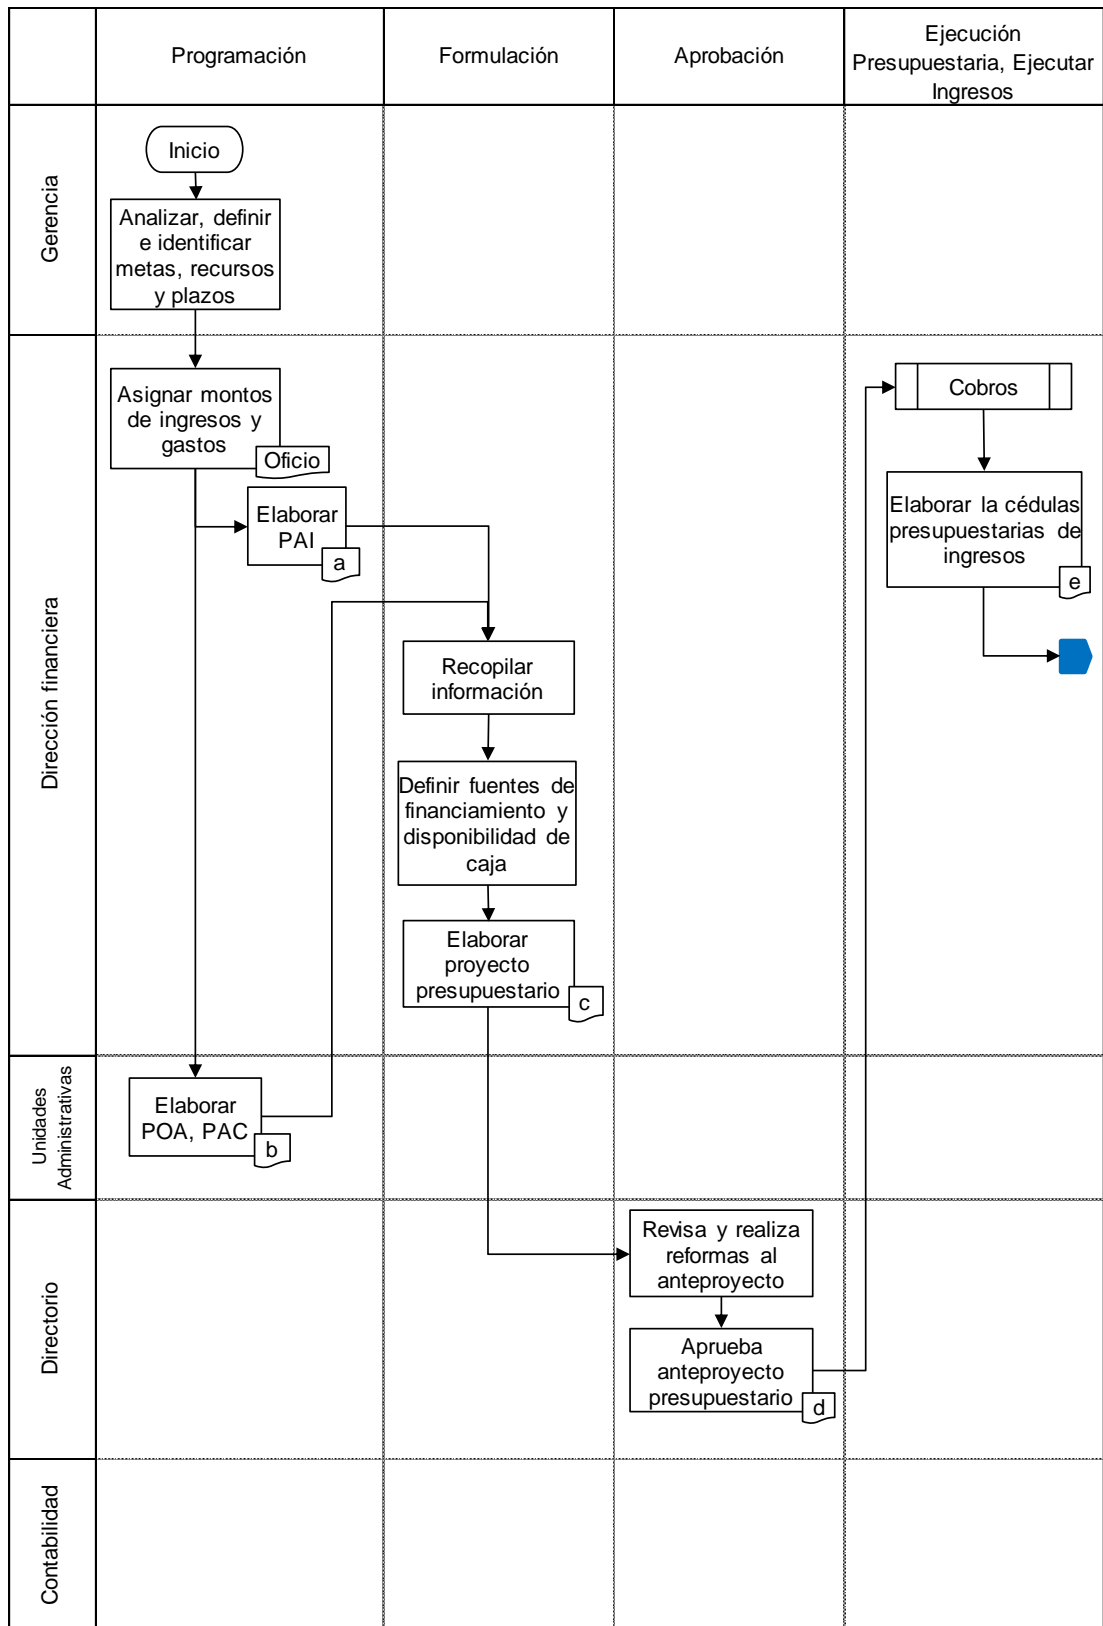 Programación
Formulación
Aprobación
Ejecución
Presupuestaria, Ejecutar
Ingresos
Gerencia
Inicio
Analizar, definir
e identificar
metas, recursos
y plazos
Dirección financiera
Asignar montos
de ingresos y
gastos
Oficio
Elaborar
PAI
a
Recopilar
información
Definir fuentes de
financiamiento y
disponibilidad de
caja
Elaborar
proyecto
presupuestario
c
Cobros
Elaborar la cédulas
presupuestarias de
ingresos
e
Unidades
Administrativas
Elaborar
POA, PAC
b
Directorio
Revisa y realiza
reformas al
anteproyecto
Aprueba
anteproyecto
presupuestario
d
Contabilidad